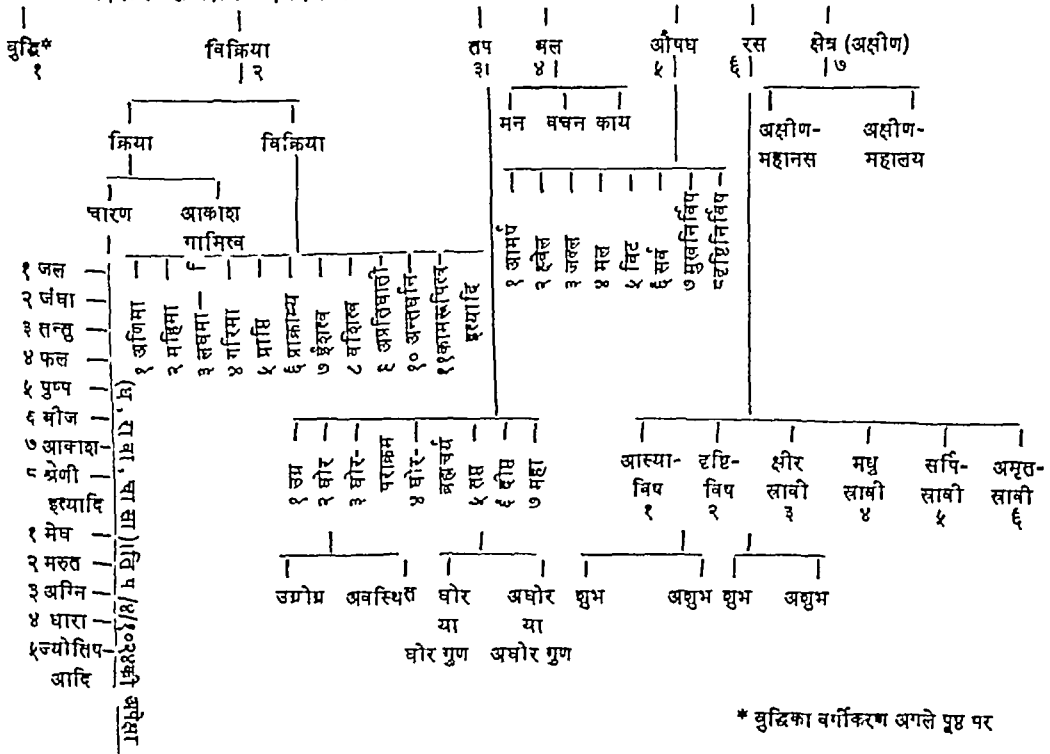 बुद्धि* विक्रिया तप बल औषध रस क्षेत्र (अक्षीण)
१ २ ३ ४ ५ ६ ७
मन वचन काय
क्रिया विक्रिया
अक्षीण- अक्षीण-
महानस महालय
चारण आकाश
गामित्व
१ आमर्ष
२ क्ष्वेल
३ जल्ल
४ मल
५ विट
६ सर्व
७ मुखनिर्विष
८ दृष्टिनिर्विष
१ जल
२ जंघा
३ तन्तु
४ फल
५ पुष्प
६ बीज
७ आकाश-
८ श्रेणी
इत्यादि
१ मेघ
२ मरुत
३ अग्नि
४ धारा
५ ज्योतिष-
आदि
(ध, रावा, चासा) ति प/४/१०२४की अपेक्षा
१ अणिमा
२ महिमा
३ लघिमा
४ गरिमा
५ प्राप्ति
६ प्राकाम्य
७ ईशत्व
८ वशित्व
९ अप्रतिघाती-
१० अन्तर्धान-
११ कामरूपित्व
इत्यादि
१ उग्र
२ घोर
३ घोर-
पराक्रम
४ घोर-
ब्रह्मचर्य
५ तप्त
६ दीप्त
७ महा
आस्या- दृष्टि- क्षीर मधु सर्पि- अमृत-
विष विष स्रावी स्रावी स्रावी स्रावी
१ २ ३ ४ ५ ६
उग्रोग्र अवस्थित घोर अघोर शुभ अशुभ शुभ अशुभ
या या
घोर गुण अघोर गुण
* बुद्धिका वर्गीकरण अगले पृष्ठ पर